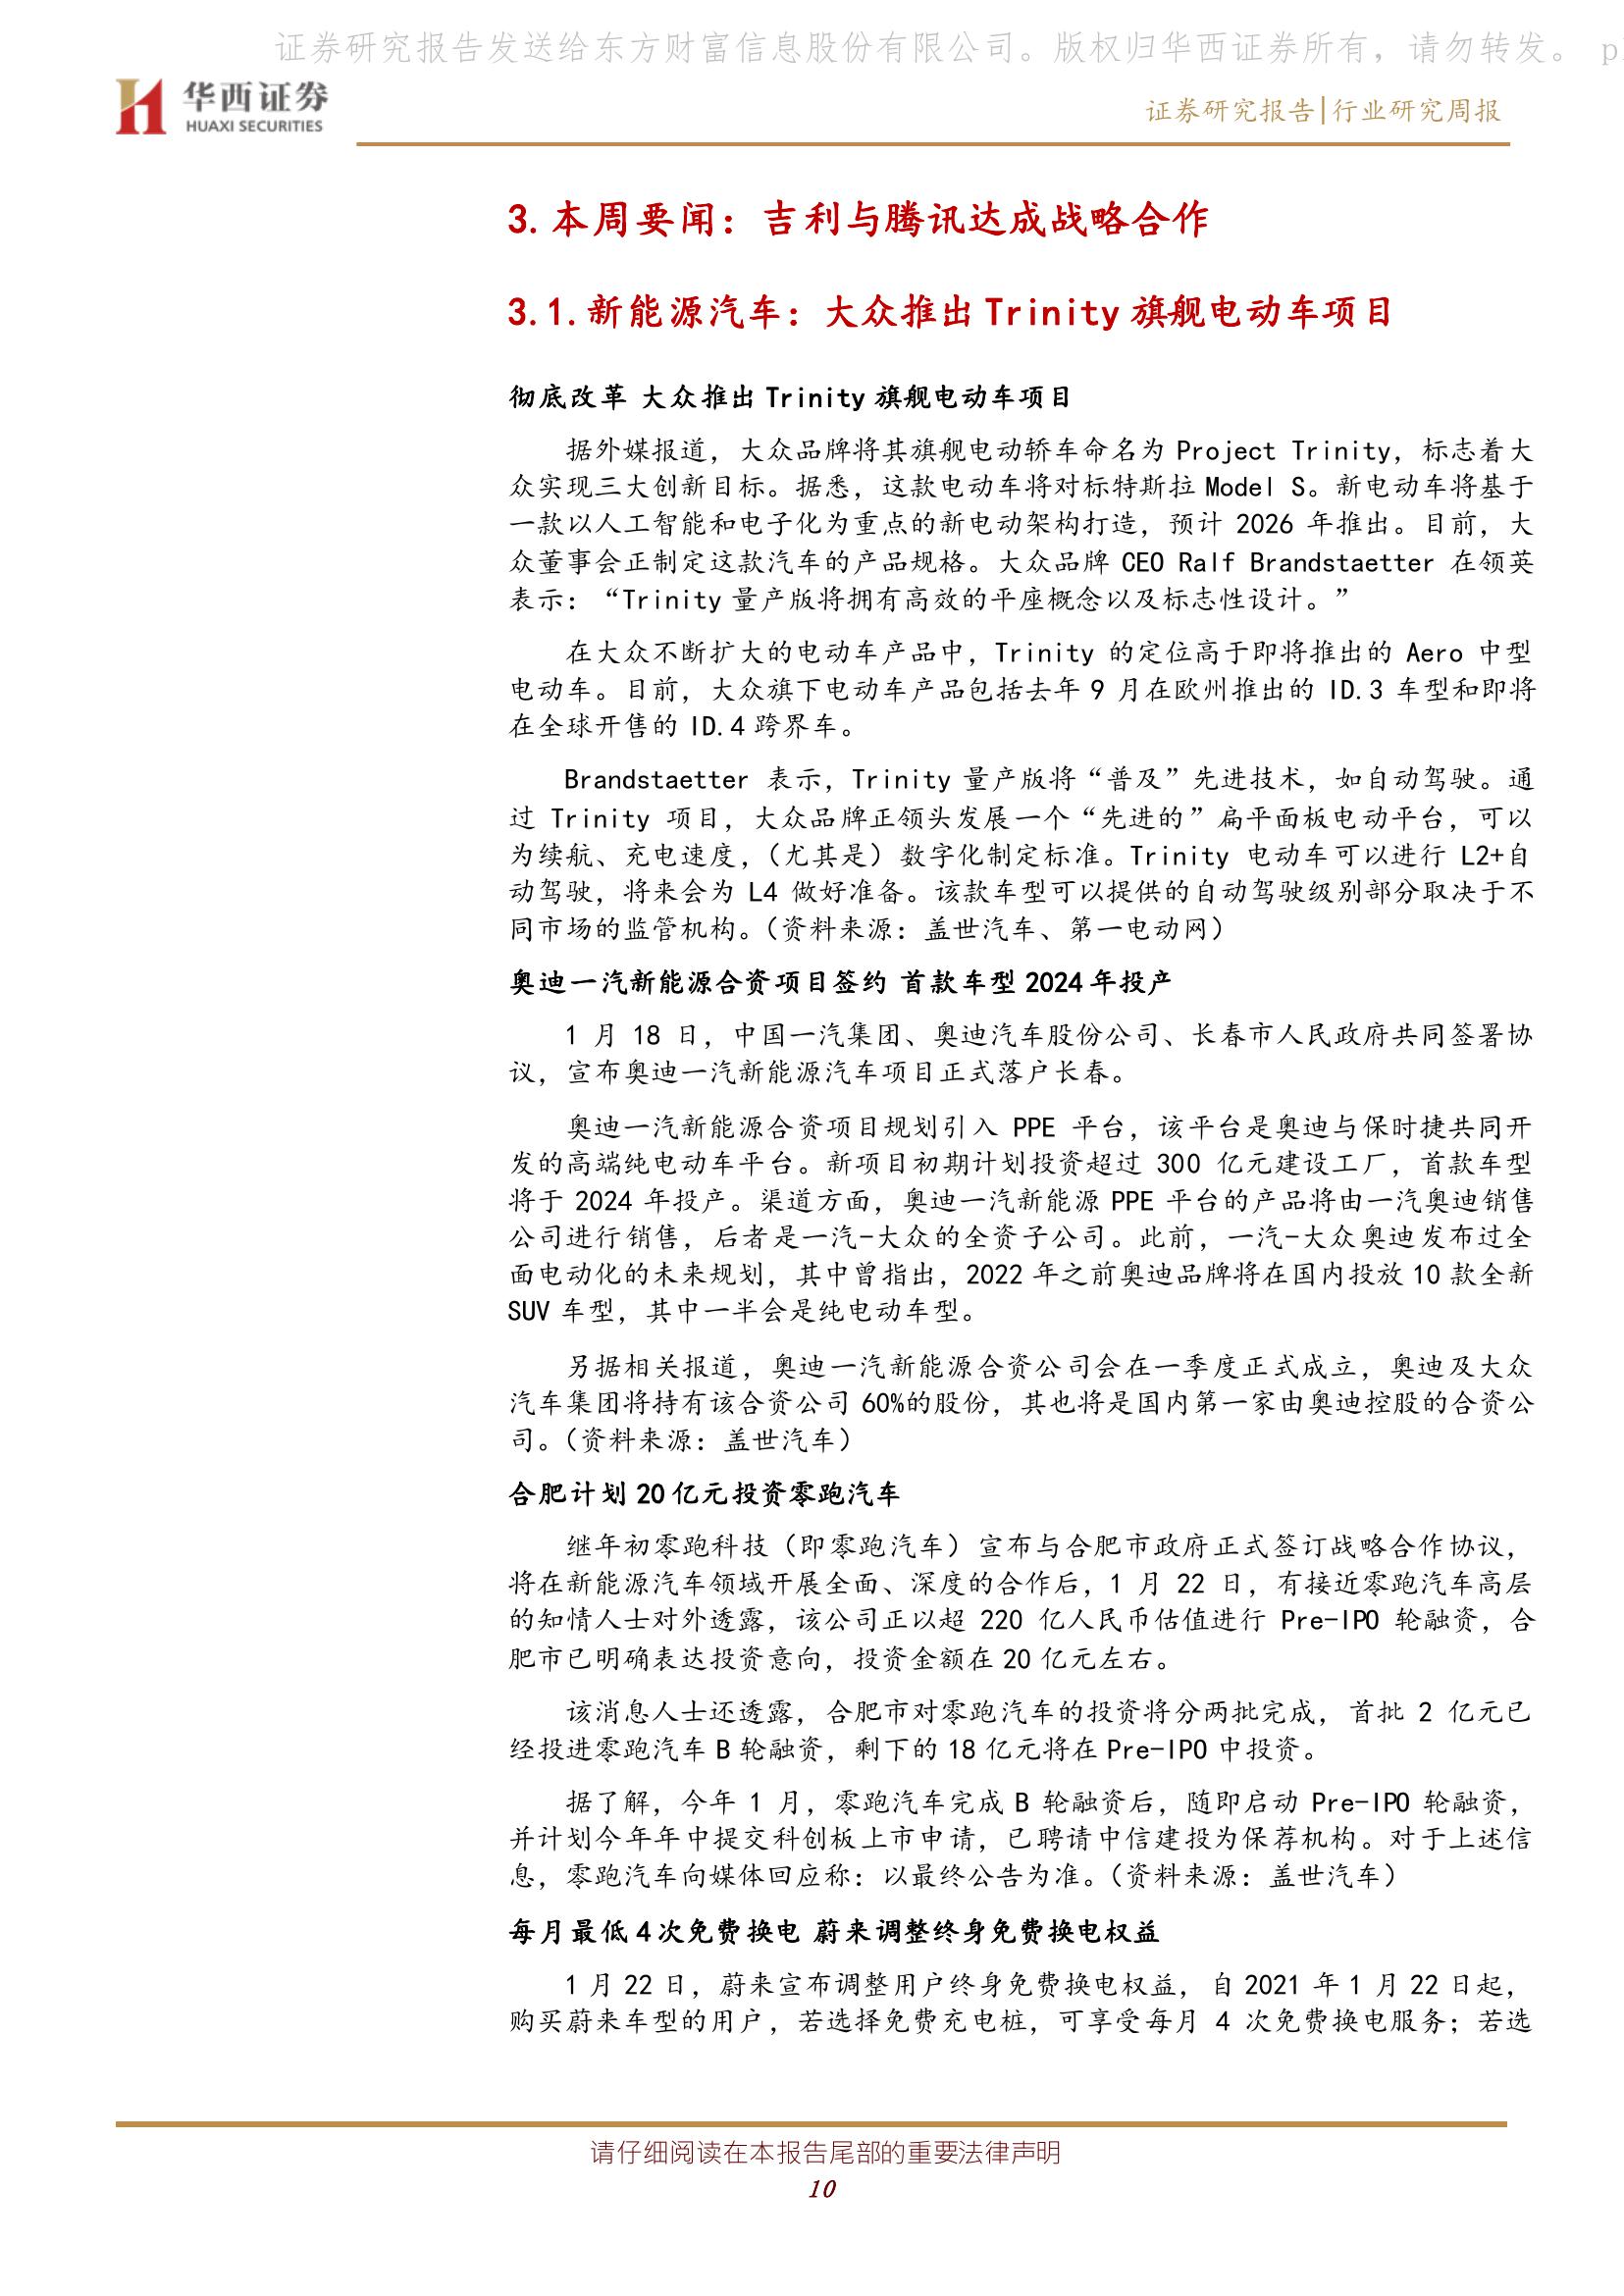 证券研究报告发送给东方财富信息股份有限公司。版权归华西证券所有，请勿转发。 p
华西证券
HUAXI SECURITIES
证券研究报告|行业研究周报
3.本周要闻：吉利与腾讯达成战略合作
3.1.新能源汽车：大众推出 Trinity 旗舰电动车项目
彻底改革 大众推出 Trinity 旗舰电动车项目
据外媒报道，大众品牌将其旗舰电动轿车命名为 Project Trinity，标志着大
众实现三大创新目标。据悉，这款电动车将对标特斯拉 Model S。新电动车将基于
一款以人工智能和电子化为重点的新电动架构打造，预计 2026 年推出。目前，大
众董事会正制定这款汽车的产品规格。大众品牌 CEO Ralf Brandstaetter 在领英
表示：“Trinity 量产版将拥有高效的平座概念以及标志性设计。”
在大众不断扩大的电动车产品中，Trinity 的定位高于即将推出的 Aero 中型
电动车。目前，大众旗下电动车产品包括去年 9 月在欧州推出的 ID.3 车型和即将
在全球开售的 ID.4 跨界车。
Brandstaetter 表示，Trinity 量产版将“普及”先进技术，如自动驾驶。通
过 Trinity 项目，大众品牌正领头发展一个“先进的”扁平面板电动平台，可以
为续航、充电速度，（尤其是）数字化制定标准。Trinity 电动车可以进行 L2+自
动驾驶，将来会为 L4 做好准备。该款车型可以提供的自动驾驶级别部分取决于不
同市场的监管机构。（资料来源：盖世汽车、第一电动网）
奥迪一汽新能源合资项目签约 首款车型 2024 年投产
1 月 18 日，中国一汽集团、奥迪汽车股份公司、长春市人民政府共同签署协
议，宣布奥迪一汽新能源汽车项目正式落户长春。
奥迪一汽新能源合资项目规划引入 PPE 平台，该平台是奥迪与保时捷共同开
发的高端纯电动车平台。新项目初期计划投资超过 300 亿元建设工厂，首款车型
将于 2024 年投产。渠道方面，奥迪一汽新能源 PPE 平台的产品将由一汽奥迪销售
公司进行销售，后者是一汽-大众的全资子公司。此前，一汽-大众奥迪发布过全
面电动化的未来规划，其中曾指出，2022 年之前奥迪品牌将在国内投放 10 款全新
SUV 车型，其中一半会是纯电动车型。
另据相关报道，奥迪一汽新能源合资公司会在一季度正式成立，奥迪及大众
汽车集团将持有该合资公司 60%的股份，其也将是国内第一家由奥迪控股的合资公
司。（资料来源：盖世汽车）
合肥计划 20 亿元投资零跑汽车
继年初零跑科技（即零跑汽车）宣布与合肥市政府正式签订战略合作协议，
将在新能源汽车领域开展全面、深度的合作后，1 月 22 日，有接近零跑汽车高层
的知情人士对外透露，该公司正以超 220 亿人民币估值进行 Pre-IPO 轮融资，合
肥市已明确表达投资意向，投资金额在 20 亿元左右。
该消息人士还透露，合肥市对零跑汽车的投资将分两批完成，首批 2 亿元已
经投进零跑汽车 B 轮融资，剩下的 18 亿元将在 Pre-IPO 中投资。
据了解，今年 1 月，零跑汽车完成 B 轮融资后，随即启动 Pre-IPO 轮融资，
并计划今年年中提交科创板上市申请，已聘请中信建投为保荐机构。对于上述信
息，零跑汽车向媒体回应称：以最终公告为准。（资料来源：盖世汽车）
每月最低 4 次免费换电 蔚来调整终身免费换电权益
1 月 22 日，蔚来宣布调整用户终身免费换电权益，自 2021 年 1 月 22 日起，
购买蔚来车型的用户，若选择免费充电桩，可享受每月 4 次免费换电服务；若选
请仔细阅读在本报告尾部的重要法律声明
10